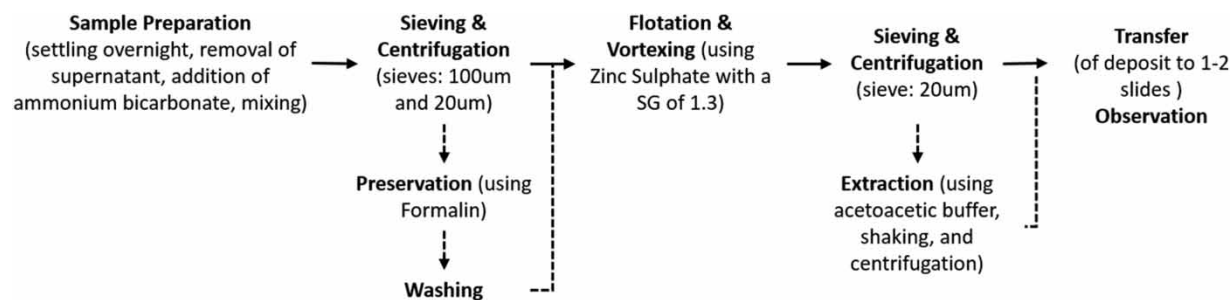 Sample Preparation
(settling overnight, removal of
supernatant, addition of
ammonium bicarbonate, mixing)
Sieving &
Centrifugation
(sieves: 100um
and 20um)
Preservation (using
Formalin)
Washing
Flotation &
Vortexing (using
Zinc Sulphate with a
SG of 1.3)
Sieving &
Centrifugation
(sieve: 20um)
Extraction (using
acetoacetic buffer,
shaking, and
centrifugation)
Transfer
(of deposit to 1-2
slides )
Observation